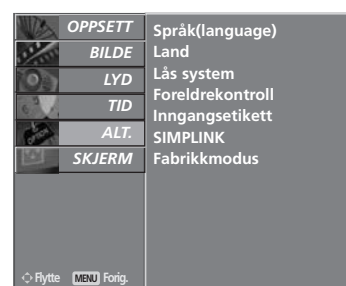 OPPSETT
BILDE
LYD
TID
ALT.
SKJERM
Språk(language)
Land
Lås system
Foreldrekontroll
Inngangsetikett
SIMPLINK
Fabrikkmodus
Flytte MENU Forig.